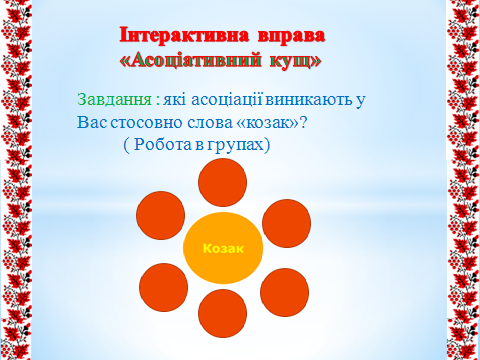 Інтерактивна вправа
«Асоціативний кущ»
Завдання : які асоціації виникають у
Вас стосовно слова «козак»?
( Робота в групах)
Козак